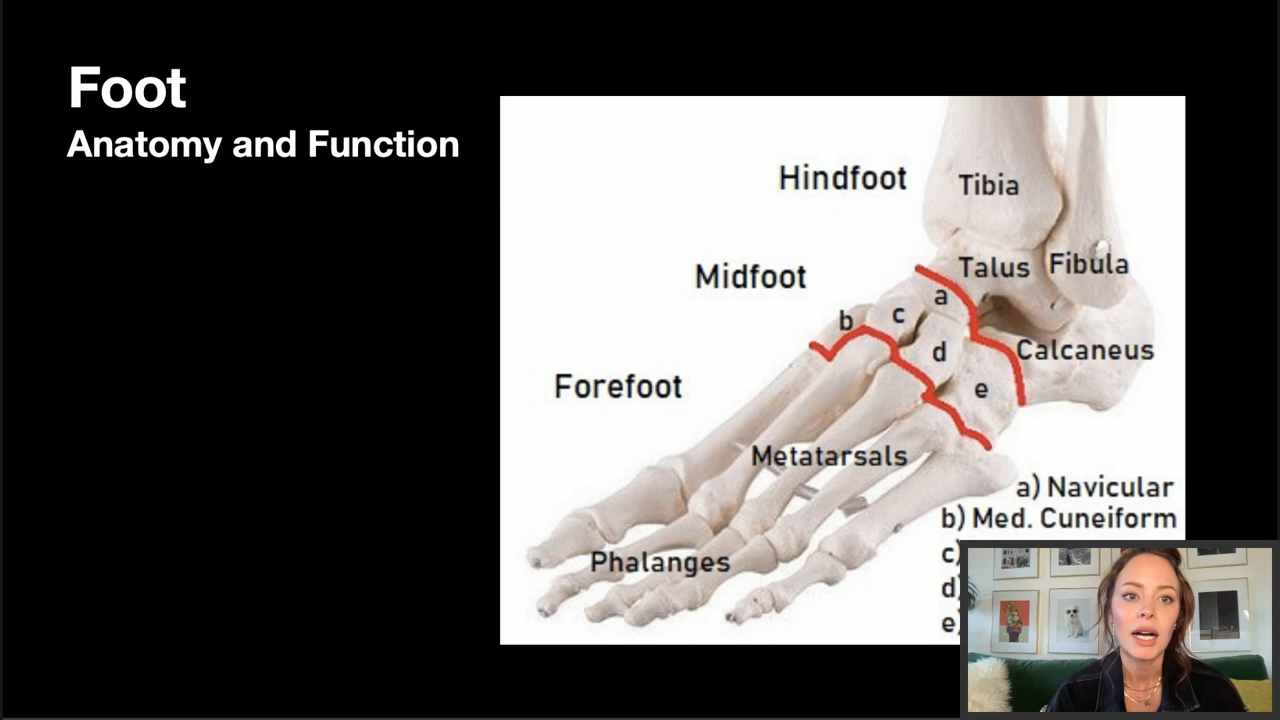 Foot
Anatomy and Function
Hindfoot
Tibia
Midfoot
Talus
Fibula
a
b
c
d
Calcaneus
Forefoot
e
Metatarsals
a) Navicular
b) Med. Cuneiform
Phalanges
c)
d)
e)